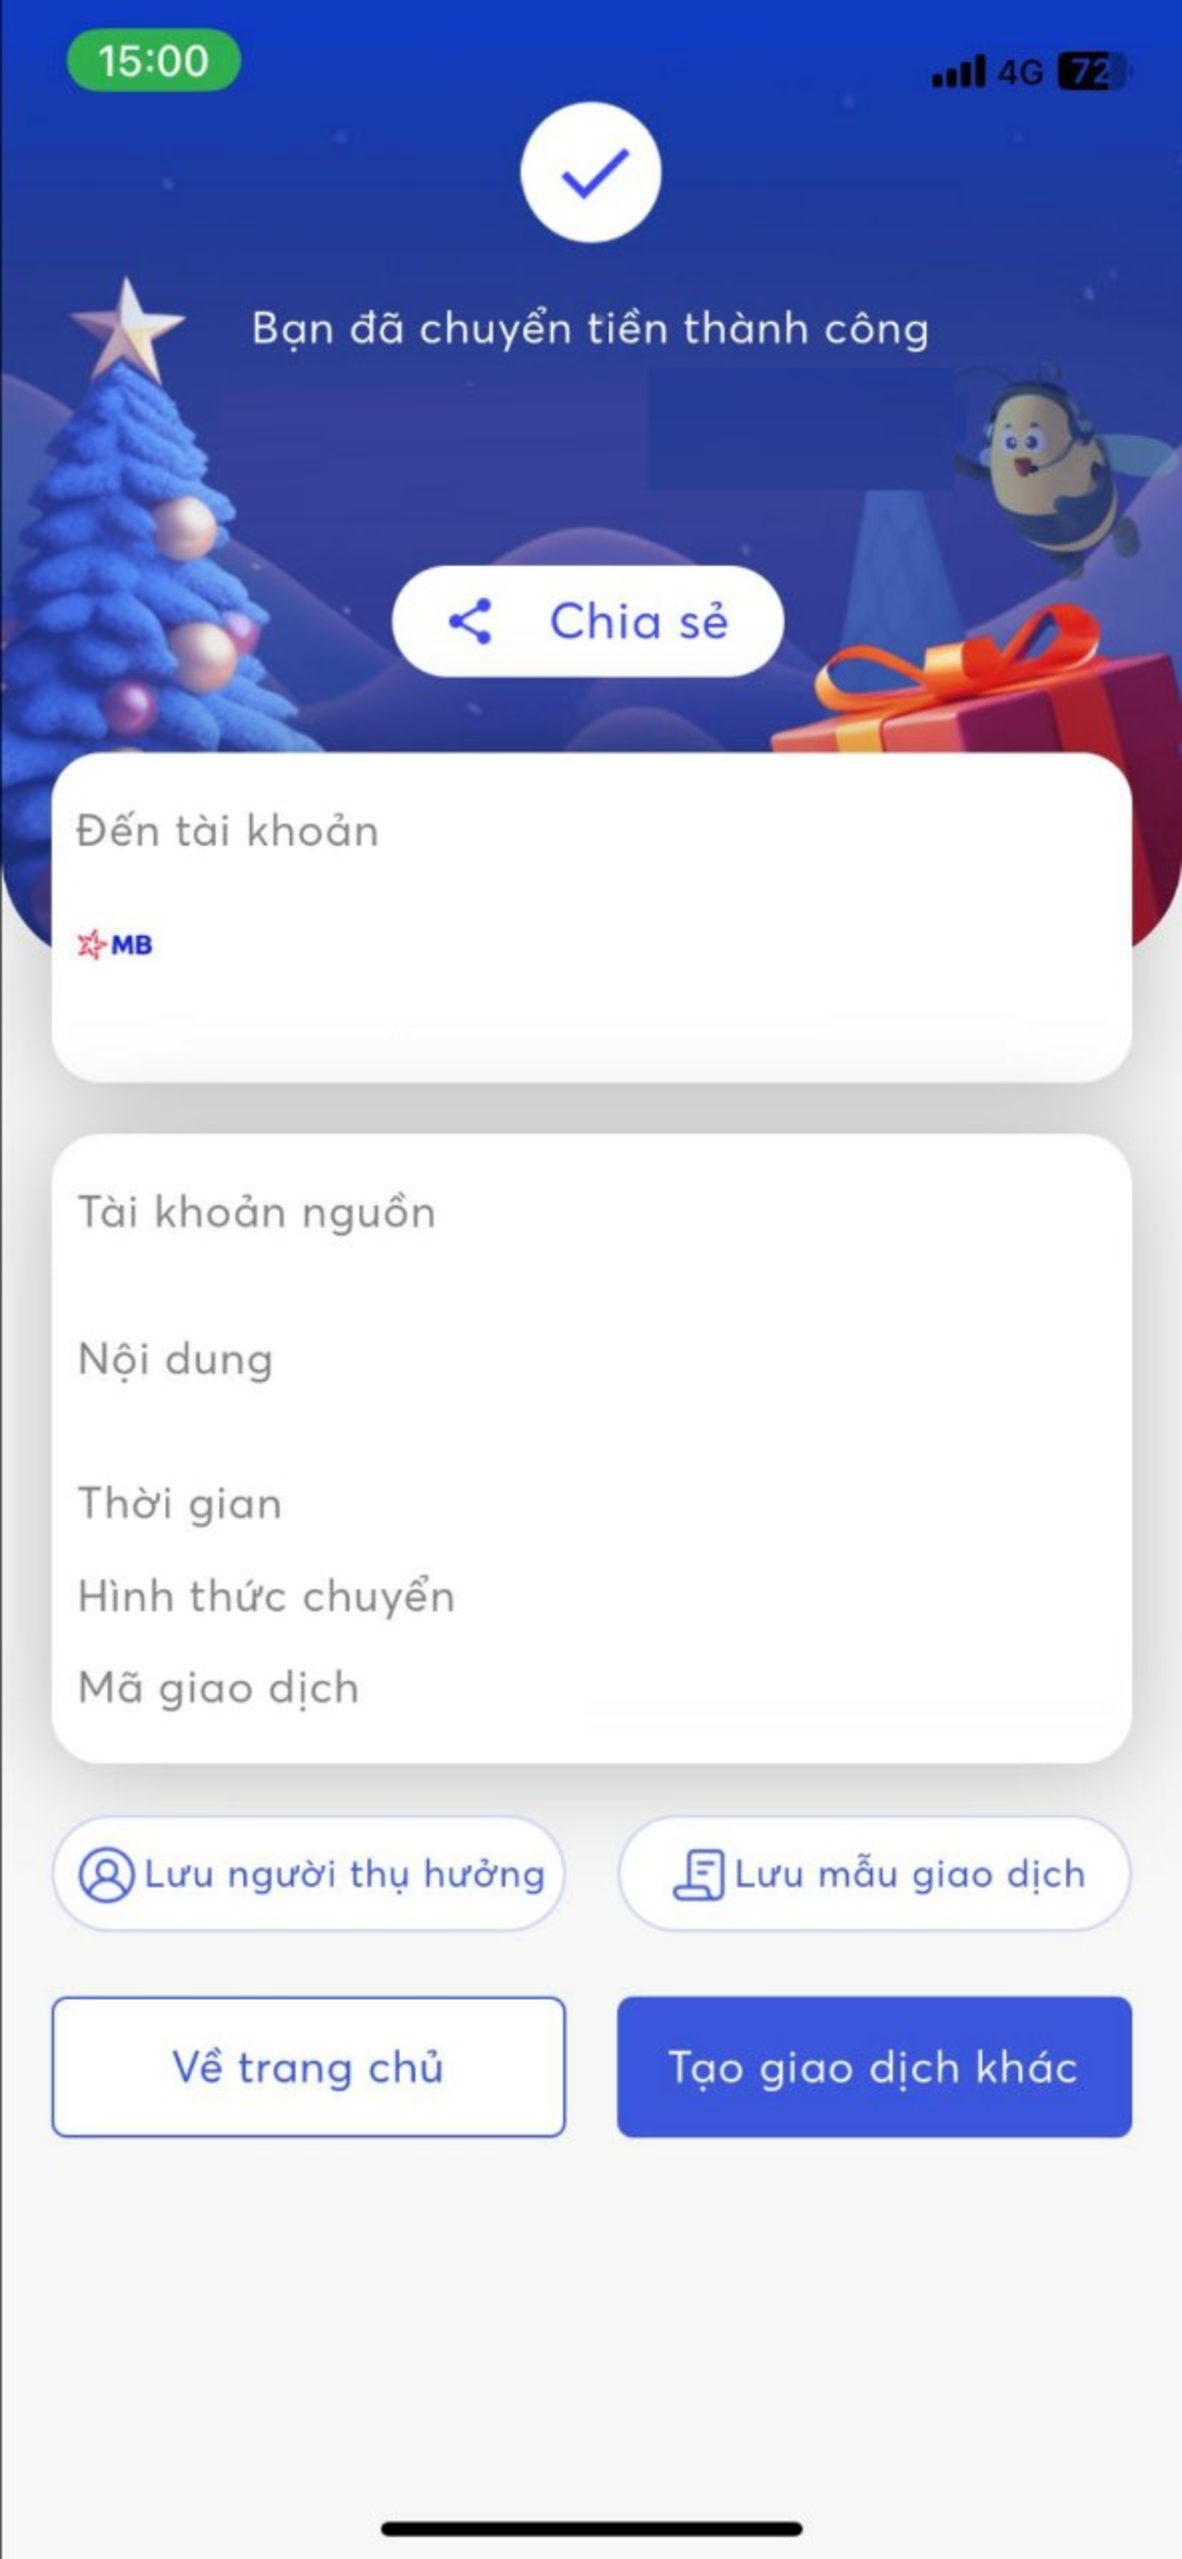 15:00
4G 72
Bạn đã chuyển tiền thành công
Chia sẻ
Đến tài khoản
MB
Tài khoản nguồn
Nội dung
Thời gian
Hình thức chuyển
Mã giao dịch
Lưu người thụ hưởng
Lưu mẫu giao dịch
Về trang chủ
Tạo giao dịch khác